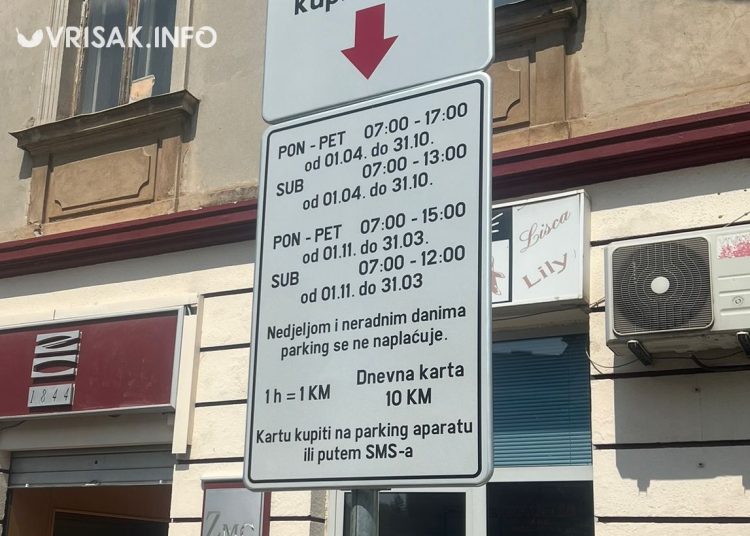 VRISAK.INFO
PON - PET 07:00 - 17:00
od 01.04. do 31.10.
SUB 07:00 - 13:00
od 01.04. do 31.10.
PON - PET 07:00 - 15:00
od 01.11. do 31.03.
SUB 07:00 - 12:00
od 01.11. do 31.03
Nedjeljom i neradnim danima
parking se ne naplaćuje.
1 h = 1 KM
Dnevna karta
10 KM
Kartu kupiti na parking aparatu
ili putem SMS-a
Lisca
Lily
1844